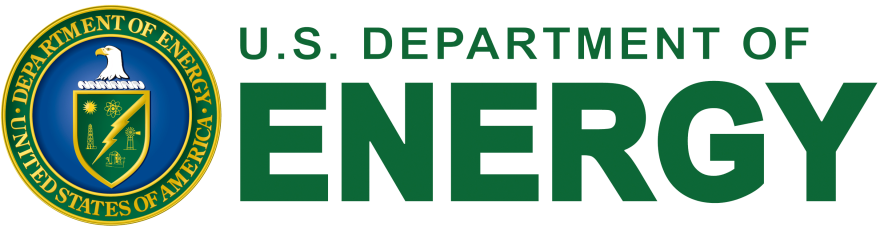 DEPARTMENT OF ENERGY
UNITED STATES OF AMERICA
U.S. DEPARTMENT OF
ENERGY